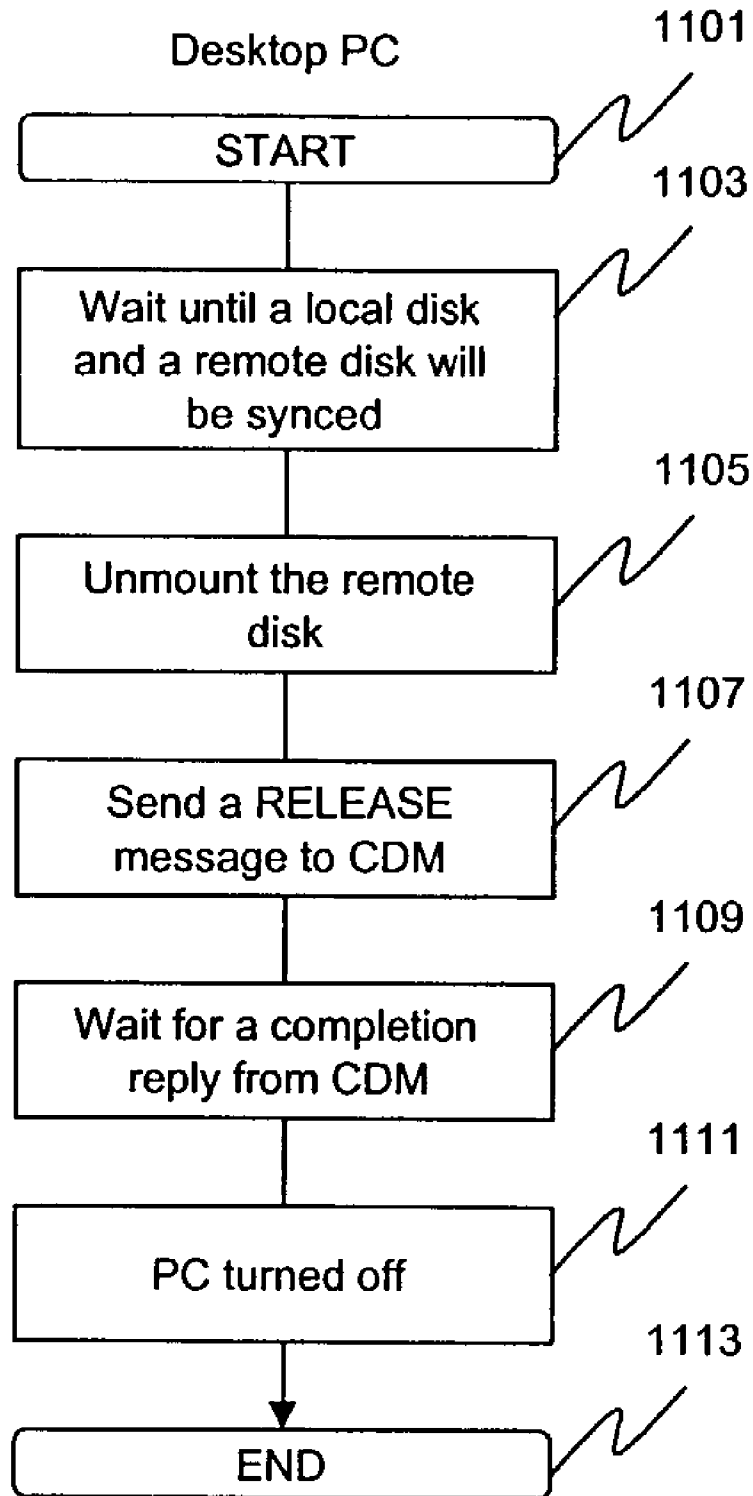 Desktop PC
1101
START
1103
Wait until a local disk
and a remote disk will
be synced
1105
Unmount the remote
disk
1107
Send a RELEASE
message to CDM
1109
Wait for a completion
reply from CDM
1111
PC turned off
1113
END